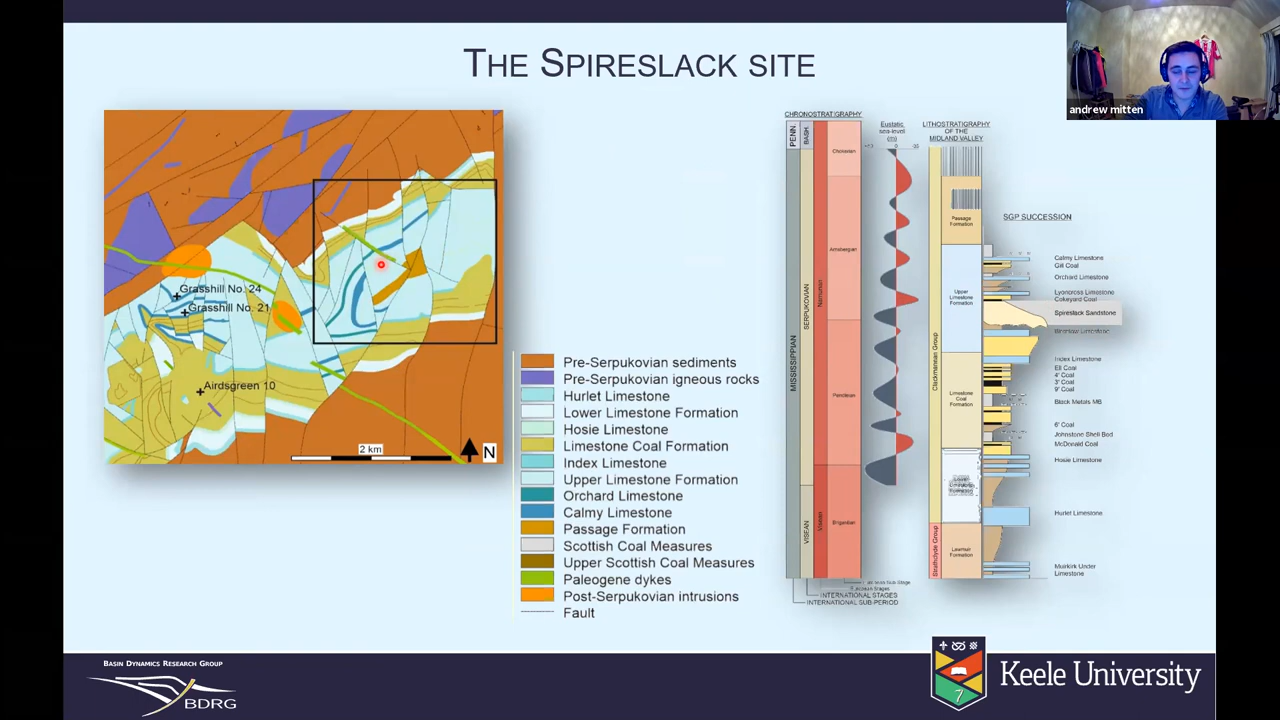 THE SPIRESLACK SITE
andrew mitten
Grasshill No. 24
Grasshill No. 21
Airdsgreen 10
2 km
N
Pre-Serpukovian sediments
Pre-Serpukovian igneous rocks
Hurlet Limestone
Lower Limestone Formation
Hosie Limestone
Limestone Coal Formation
Index Limestone
Upper Limestone Formation
Orchard Limestone
Calmy Limestone
Passage Formation
Scottish Coal Measures
Upper Scottish Coal Measures
Paleogene dykes
Post-Serpukovian intrusions
Fault
CHRONOSTRATIGRAPHY
PENN.
BASH.
MISSISSIPPIAN
SERPUKOVIAN
VISEAN
Namurian
Visean
Chokierian
Arnsbergian
Pendleian
Brigantian
Eustatic
sea-level
(m)
INTERNATIONAL STAGES
INTERNATIONAL SUB-PERIOD
LITHOSTRATIGRAPHY
OF THE
MIDLAND VALLEY
Clackmannan Group
Strathclyde Group
Passage
Formation
Upper
Limestone
Formation
Limestone
Coal
Formation
Lawmuir
Formation
SGP SUCCESSION
Calmy Limestone
Gill Coal
Orchard Limestone
Lyoncross Limestone
Cokeyard Coal
Spireslack Sandstone
Index Limestone
Ell Coal
4' Coal
3' Coal
9' Coal
Black Metals MB
6' Coal
Johnstone Shell Bed
McDonald Coal
Hosie Limestone
Hurlet Limestone
Muirkirk Under
Limestone
BASIN DYNAMICS RESEARCH GROUP
BDRG
Keele University